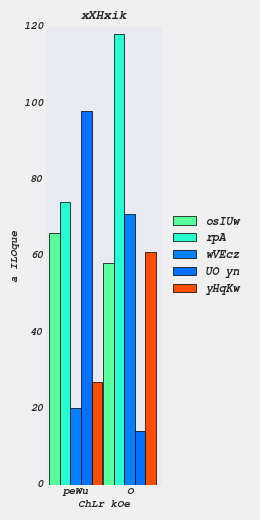 xXHxik
120
100
80
60
40
20
0
a ILOque
peWu
O
ChLr kOe
osIUw
rpA
wVEcz
UO yn
yHqKw